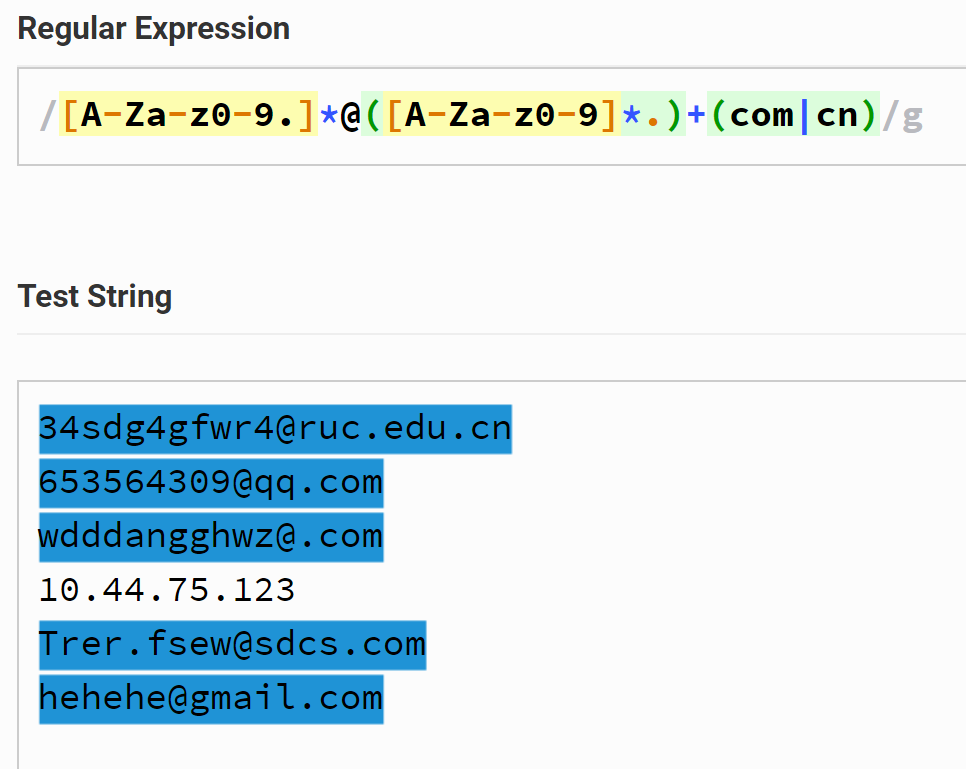 Regular Expression
/[A-Za-z0-9.]*@([A-Za-z0-9]*.)+(com|cn)/g
Test String
34sdg4gfwr4@ruc.edu.cn
653564309@qq.com
wdddangghwz@.com
10.44.75.123
Trer.fsew@sdcs.com
hehehe@gmail.com